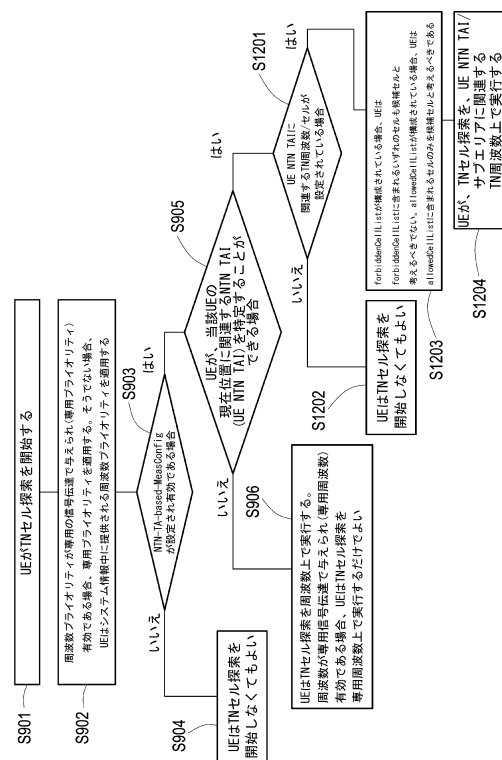 S901
UEがTNセル探索を開始する
S902
周波数プライオリティが専用の信号伝達で与えられ(専用プライオリティ)
有効である場合、専用プライオリティを適用する。そうでない場合、
UEはシステム情報中に提供される周波数プライオリティを適用する
S903
NTN-TA-based-MeasConfig
が設定され有効である場合
いいえ
はい
S904
UEはTNセル探索を
開始しなくてもよい
S905
UEが、当該UEの
現在位置に関連するNTN TAI
(UE NTN TAI)を特定することが
できる場合
いいえ
はい
S906
UEはTNセル探索を周波数上で実行する。
周波数が専用信号伝達で与えられ(専用周波数)
有効である場合、UEはTNセル探索を
専用周波数上で実行するだけでよい
S1201
UE NTN TAIに
関連するTN周波数/セルが
設定されている場合
いいえ
はい
S1202
UEはTNセル探索を
開始しなくてもよい
S1203
forbiddenCellListが構成されている場合、UEは
forbiddenCellListに含まれるいずれのセルも候補セルと
考えるべきでない。allowedCellListが構成されている場合、UEは
allowedCellListに含まれるセルのみを候補セルと考えるべきである
S1204
UEが、TNセル探索を、UE NTN TAI/
サブエリアに関連する
TN周波数上で実行する